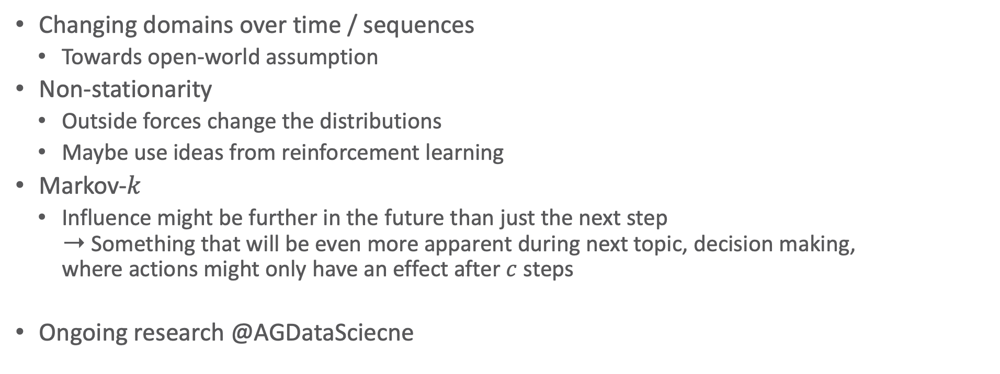 • Changing domains over time / sequences
• Towards open-world assumption
• Non-stationarity
• Outside forces change the distributions
• Maybe use ideas from reinforcement learning
• Markov-k
• Influence might be further in the future than just the next step
→ Something that will be even more apparent during next topic, decision making,
where actions might only have an effect after c steps
• Ongoing research @AGDataSciecne